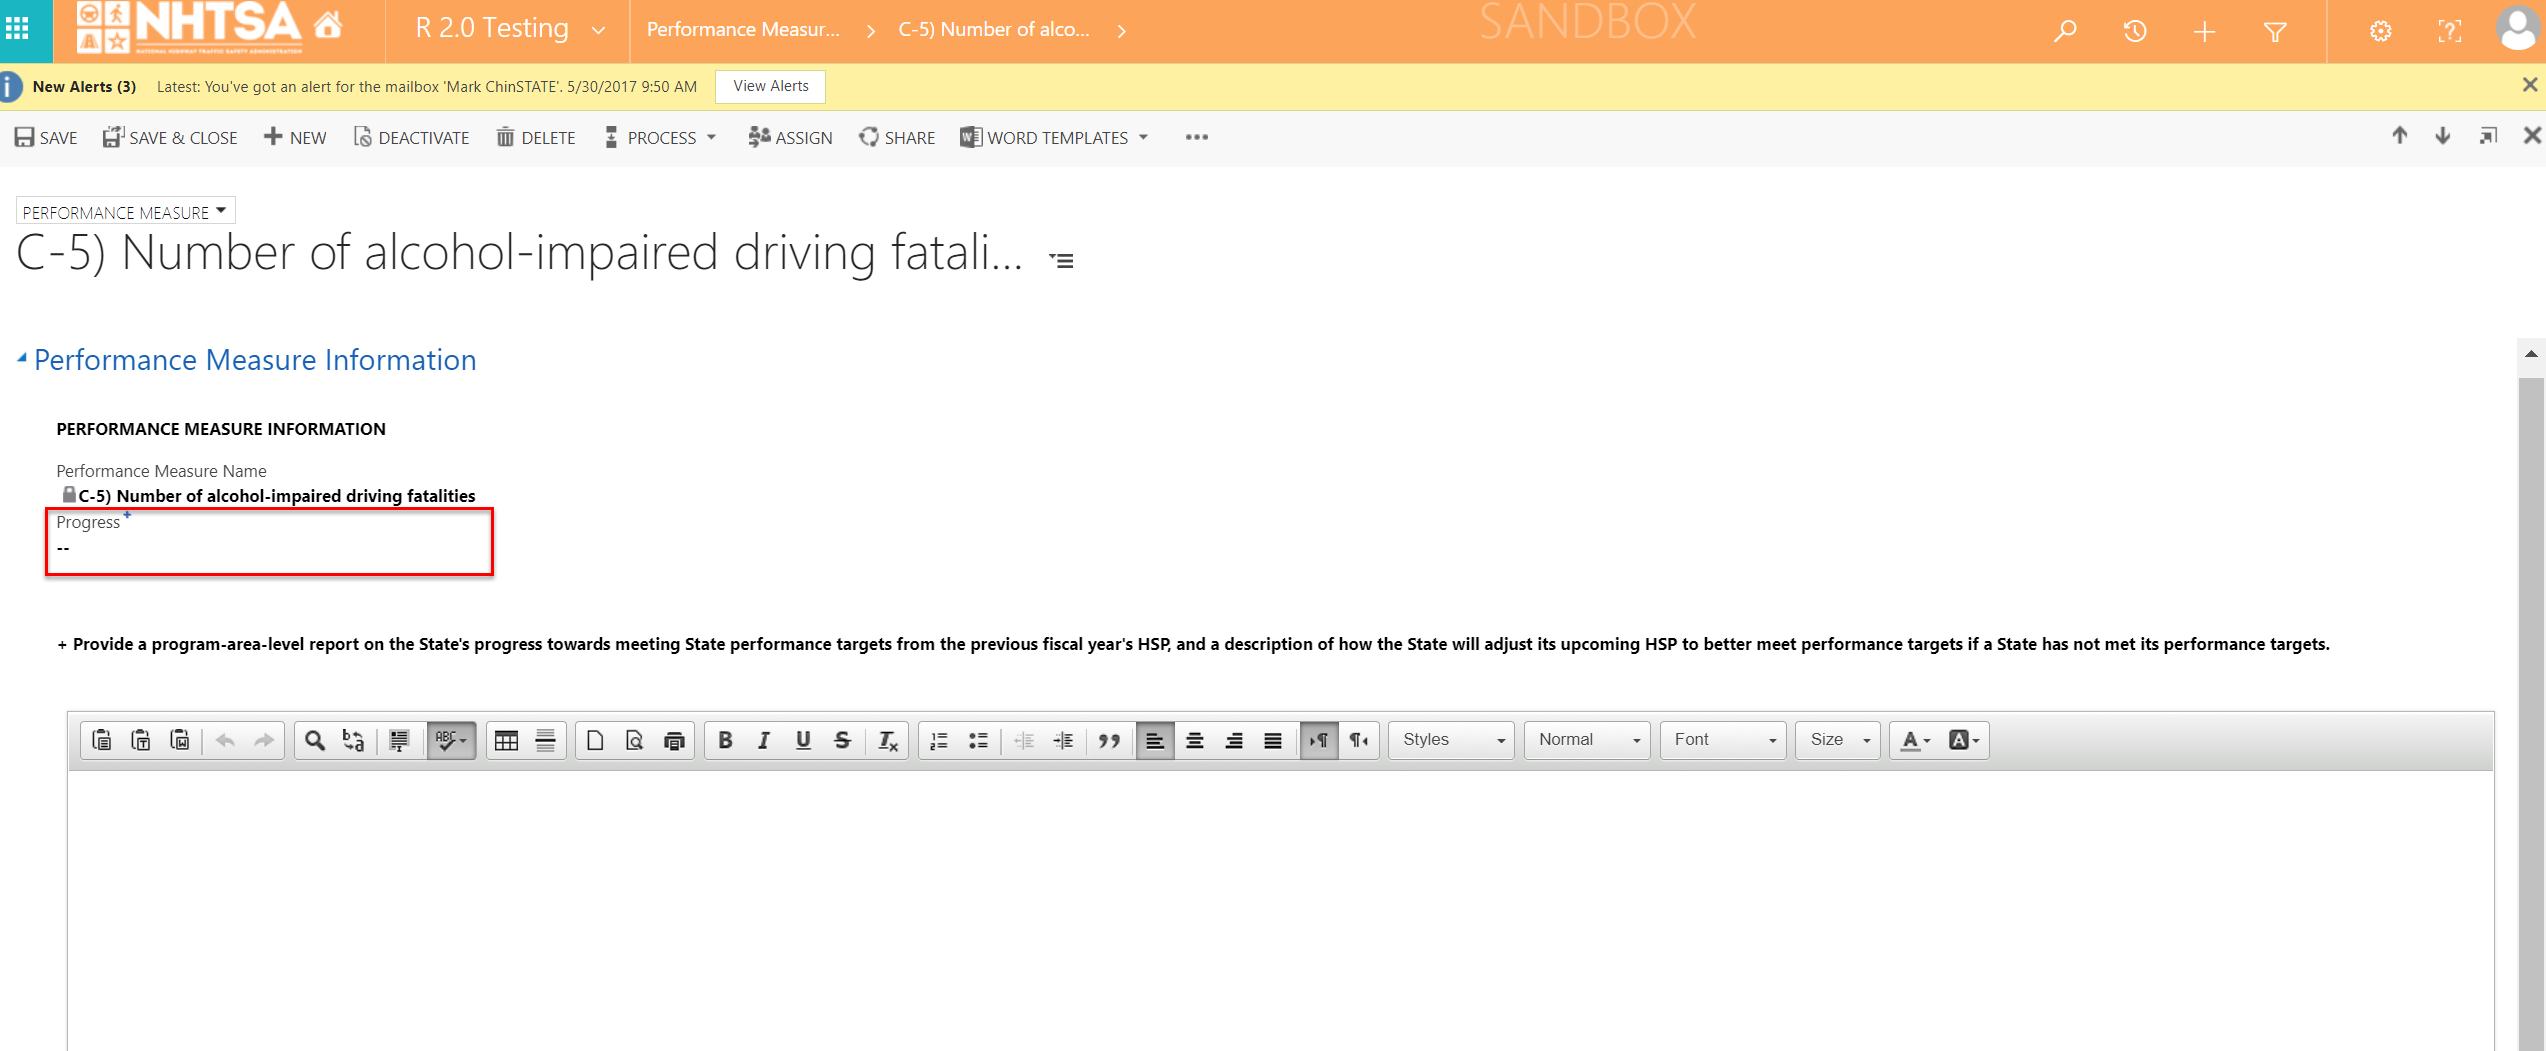 NHTSA
NATIONAL HIGHWAY TRAFFIC SAFETY ADMINISTRATION
R 2.0 Testing
Performance Measur...
C-5) Number of alco...
SANDBOX
New Alerts (3) Latest: You've got an alert for the mailbox 'Mark ChinSTATE'. 5/30/2017 9:50 AM View Alerts
SAVE SAVE & CLOSE NEW DEACTIVATE DELETE PROCESS ASSIGN SHARE WORD TEMPLATES
PERFORMANCE MEASURE
C-5) Number of alcohol-impaired driving fatali...
Performance Measure Information
PERFORMANCE MEASURE INFORMATION
Performance Measure Name
C-5) Number of alcohol-impaired driving fatalities
Progress +
--
+ Provide a program-area-level report on the State's progress towards meeting State performance targets from the previous fiscal year's HSP, and a description of how the State will adjust its upcoming HSP to better meet performance targets if a State has not met its performance targets.
Styles Normal Font Size